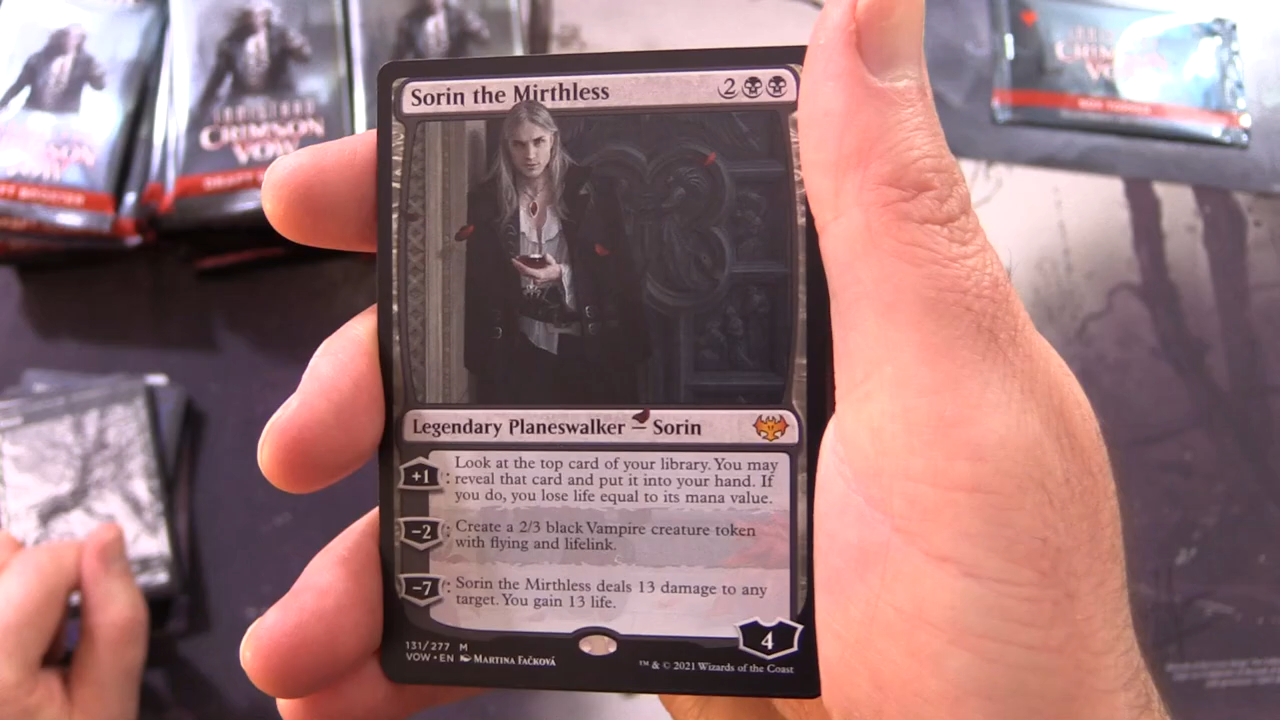 CRIMSON
VOW
CRIMSON
VOW
Sorin the Mirthless
2
Legendary Planeswalker — Sorin
+1: Look at the top card of your library. You may
reveal that card and put it into your hand. If
you do, you lose life equal to its mana value.
-2: Create a 2/3 black Vampire creature token
with flying and lifelink.
-7: Sorin the Mirthless deals 13 damage to any
target. You gain 13 life.
4
131/277 M
VOW • EN Martina Fačková
™ & © 2021 Wizards of the Coast